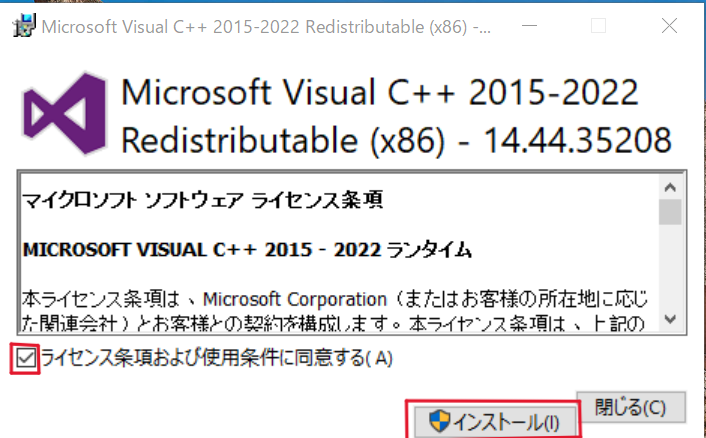 Microsoft Visual C++ 2015-2022 Redistributable (x86) -...
Microsoft Visual C++ 2015-2022
Redistributable (x86) - 14.44.35208
マイクロソフト ソフトウェア ライセンス条項
MICROSOFT VISUAL C++ 2015 - 2022 ランタイム
本ライセンス条項は、Microsoft Corporation（またはお客様の所在地に応じ
た関連会社）とお客様との契約を構成します。本ライセンス条項は、上記の
ライセンス条項および使用条件に同意する(A)
インストール(I)
閉じる(C)